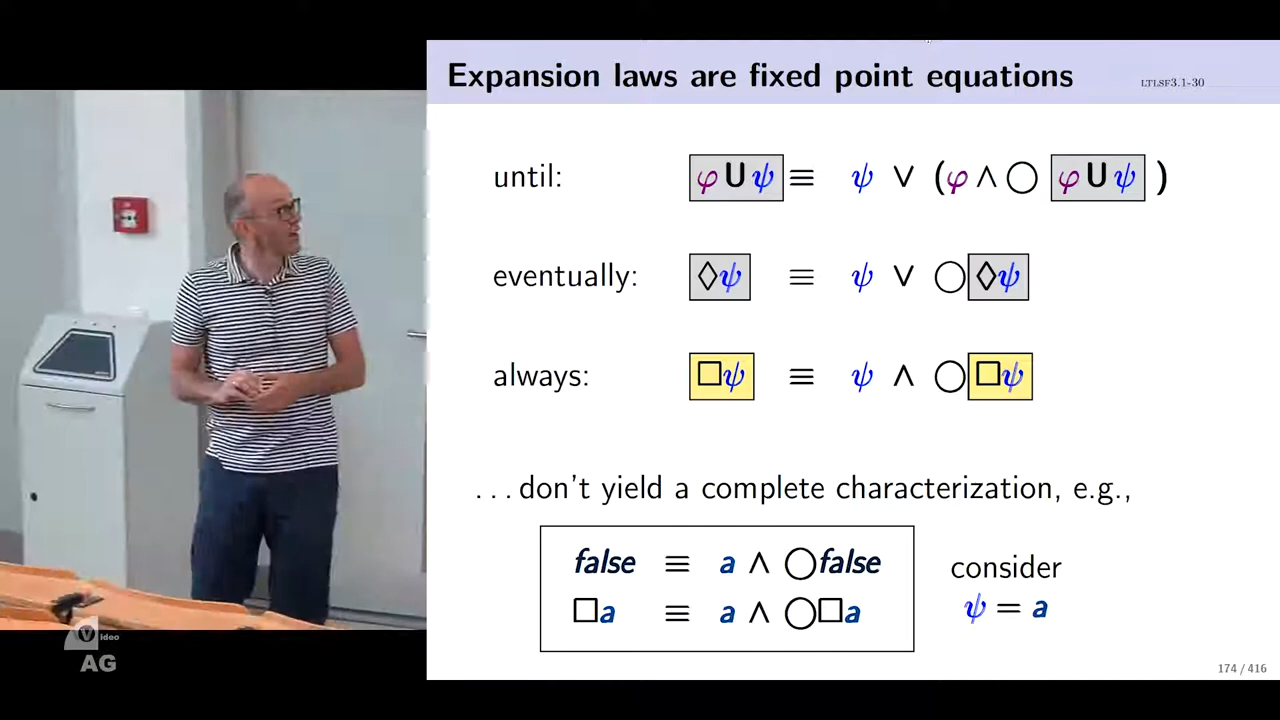 Expansion laws are fixed point equations LTLSF3.1-30
until: φ U ψ ≡ ψ ∨ (φ ∧ ◯ φ U ψ )
eventually: ◊ψ ≡ ψ ∨ ◯ ◊ψ
always: □ψ ≡ ψ ∧ ◯ □ψ
...don't yield a complete characterization, e.g.,
false ≡ a ∧ ◯false
□a ≡ a ∧ ◯□a
consider
ψ = a
Video
AG
174 / 416